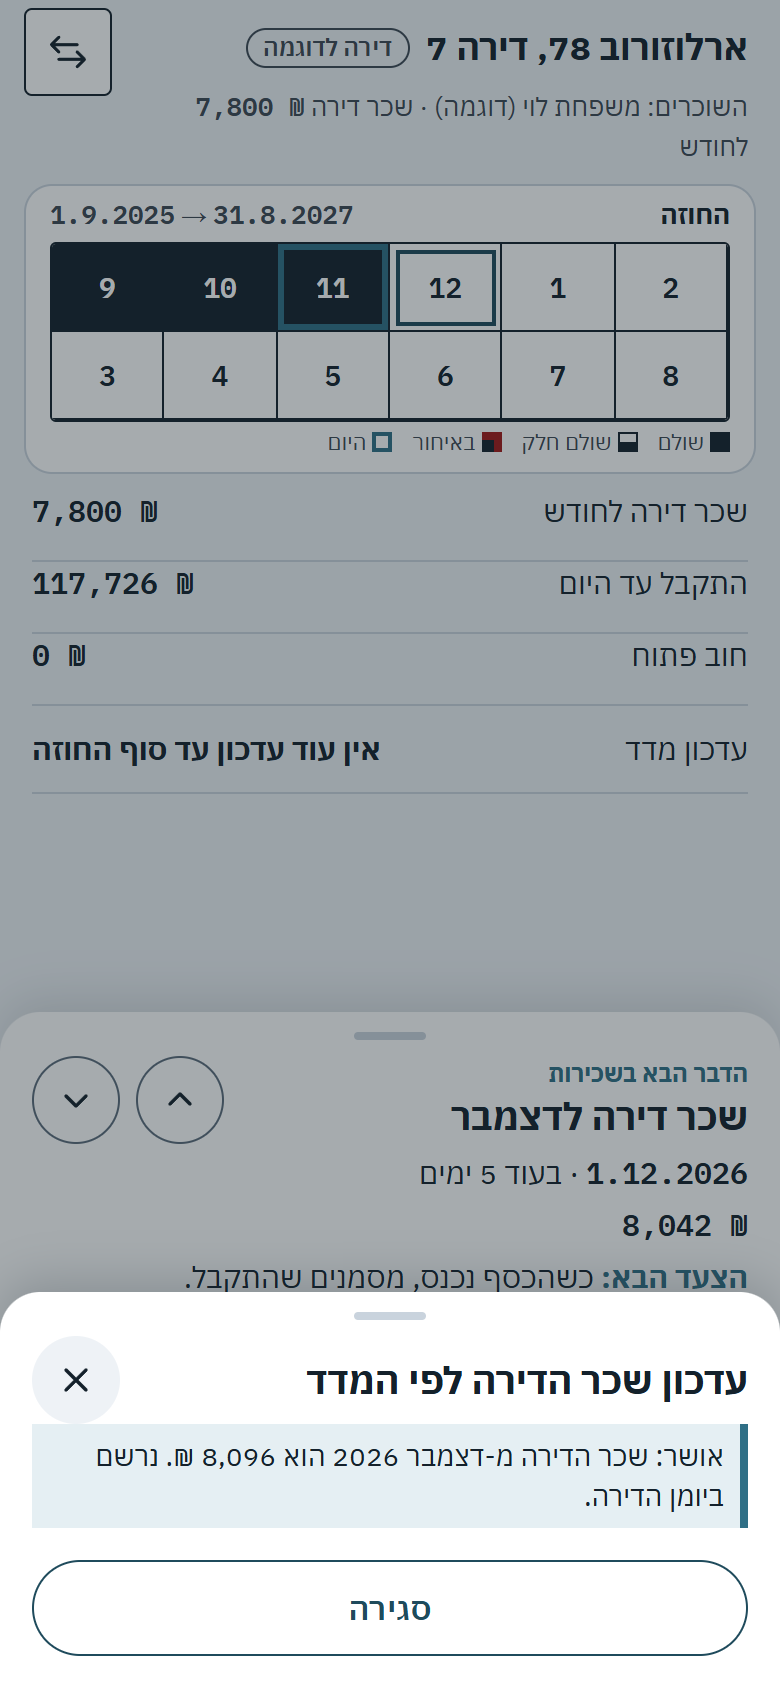 ארלוזורוב 78, דירה 7 דירה לדוגמה
השוכרים: משפחת לוי (דוגמה) · שכר דירה ₪ 7,800
לחודש
החוזה 1.9.2025→31.8.2027
9 10 11 12 1 2
3 4 5 6 7 8
שולם שולם חלק באיחור היום
שכר דירה לחודש ₪ 7,800
התקבל עד היום ₪ 117,726
חוב פתוח ₪ 0
עדכון מדד אין עוד עדכון עד סוף החוזה
הדבר הבא בשכירות
שכר דירה לדצמבר
1.12.2026 · בעוד 5 ימים
₪ 8,042
הצעד הבא: כשהכסף נכנס, מסמנים שהתקבל.
עדכון שכר הדירה לפי המדד
אושר: שכר הדירה מ-דצמבר 2026 הוא 8,096 ₪. נרשם
ביומן הדירה.
סגירה